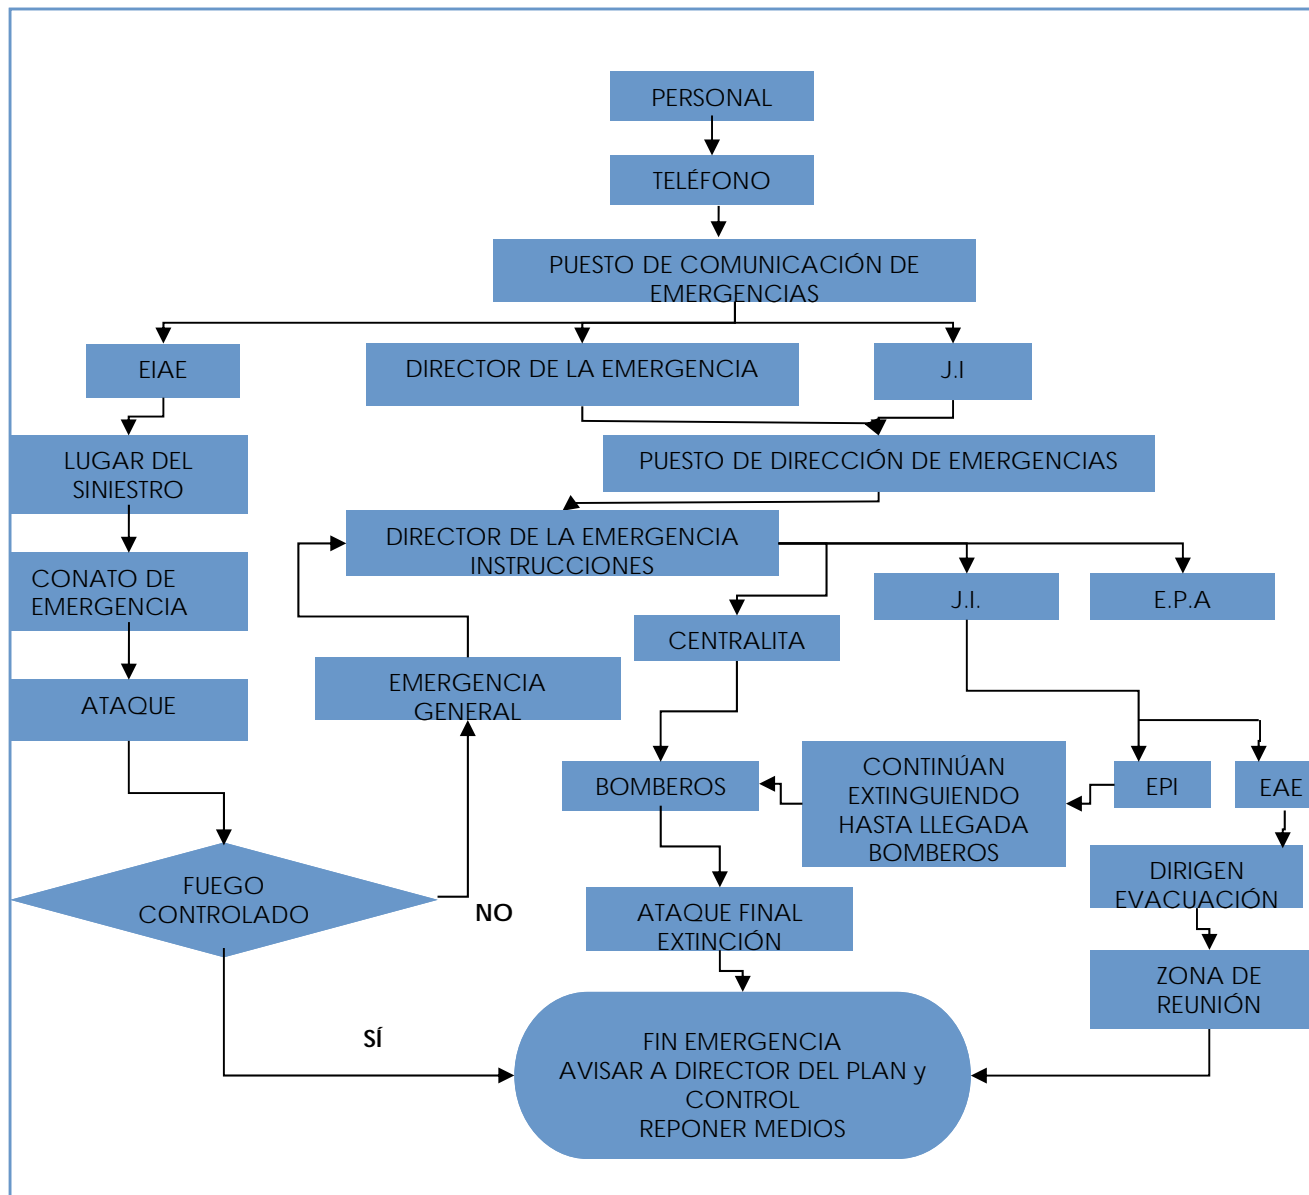 PERSONAL
TELÉFONO
PUESTO DE COMUNICACIÓN DE
EMERGENCIAS
EIAE
DIRECTOR DE LA EMERGENCIA
J.I
LUGAR DEL
SINIESTRO
PUESTO DE DIRECCIÓN DE EMERGENCIAS
DIRECTOR DE LA EMERGENCIA
INSTRUCCIONES
CONATO DE
EMERGENCIA
J.I.
E.P.A
CENTRALITA
EMERGENCIA
GENERAL
ATAQUE
BOMBEROS
CONTINÚAN
EXTINGUIENDO
HASTA LLEGADA
BOMBEROS
EPI
EAE
FUEGO
CONTROLADO
NO
ATAQUE FINAL
EXTINCIÓN
DIRIGEN
EVACUACIÓN
ZONA DE
REUNIÓN
SÍ
FIN EMERGENCIA
AVISAR A DIRECTOR DEL PLAN y
CONTROL
REPONER MEDIOS